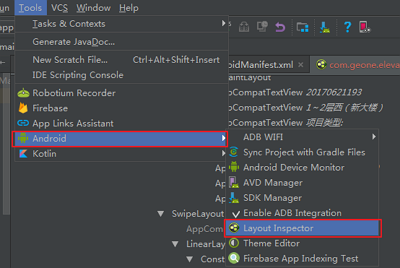 un Tools VCS Window Help
Tasks & Contexts
Generate JavaDoc...
New Scratch File... Ctrl+Alt+Shift+Insert
IDE Scripting Console
Robotium Recorder
Firebase
App Links Assistant
Android
Kotlin
oidManifest.xml com.geone.eleva
aintLayout
pCompatTextView 20170621193
pCompatTextView 1~2层西（新大楼）
pCompatTextView 项目类型:
ADB WIFI
Sync Project with Gradle Files
Android Device Monitor
AVD Manager
SDK Manager
Enable ADB Integration
Layout Inspector
Theme Editor
Firebase App Indexing Test
Ap
Ap
Ap
SwipeLayout
AppCom
LinearLay
Const